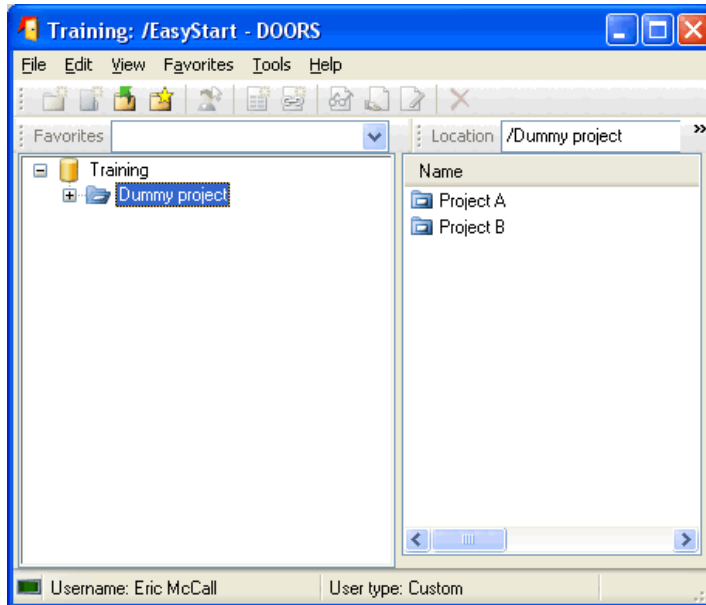 Training: /EasyStart - DOORS
File Edit View Favorites Tools Help
Favorites Location /Dummy project »
Training Name
Dummy project Project A
Project B
Username: Eric McCall User type: Custom